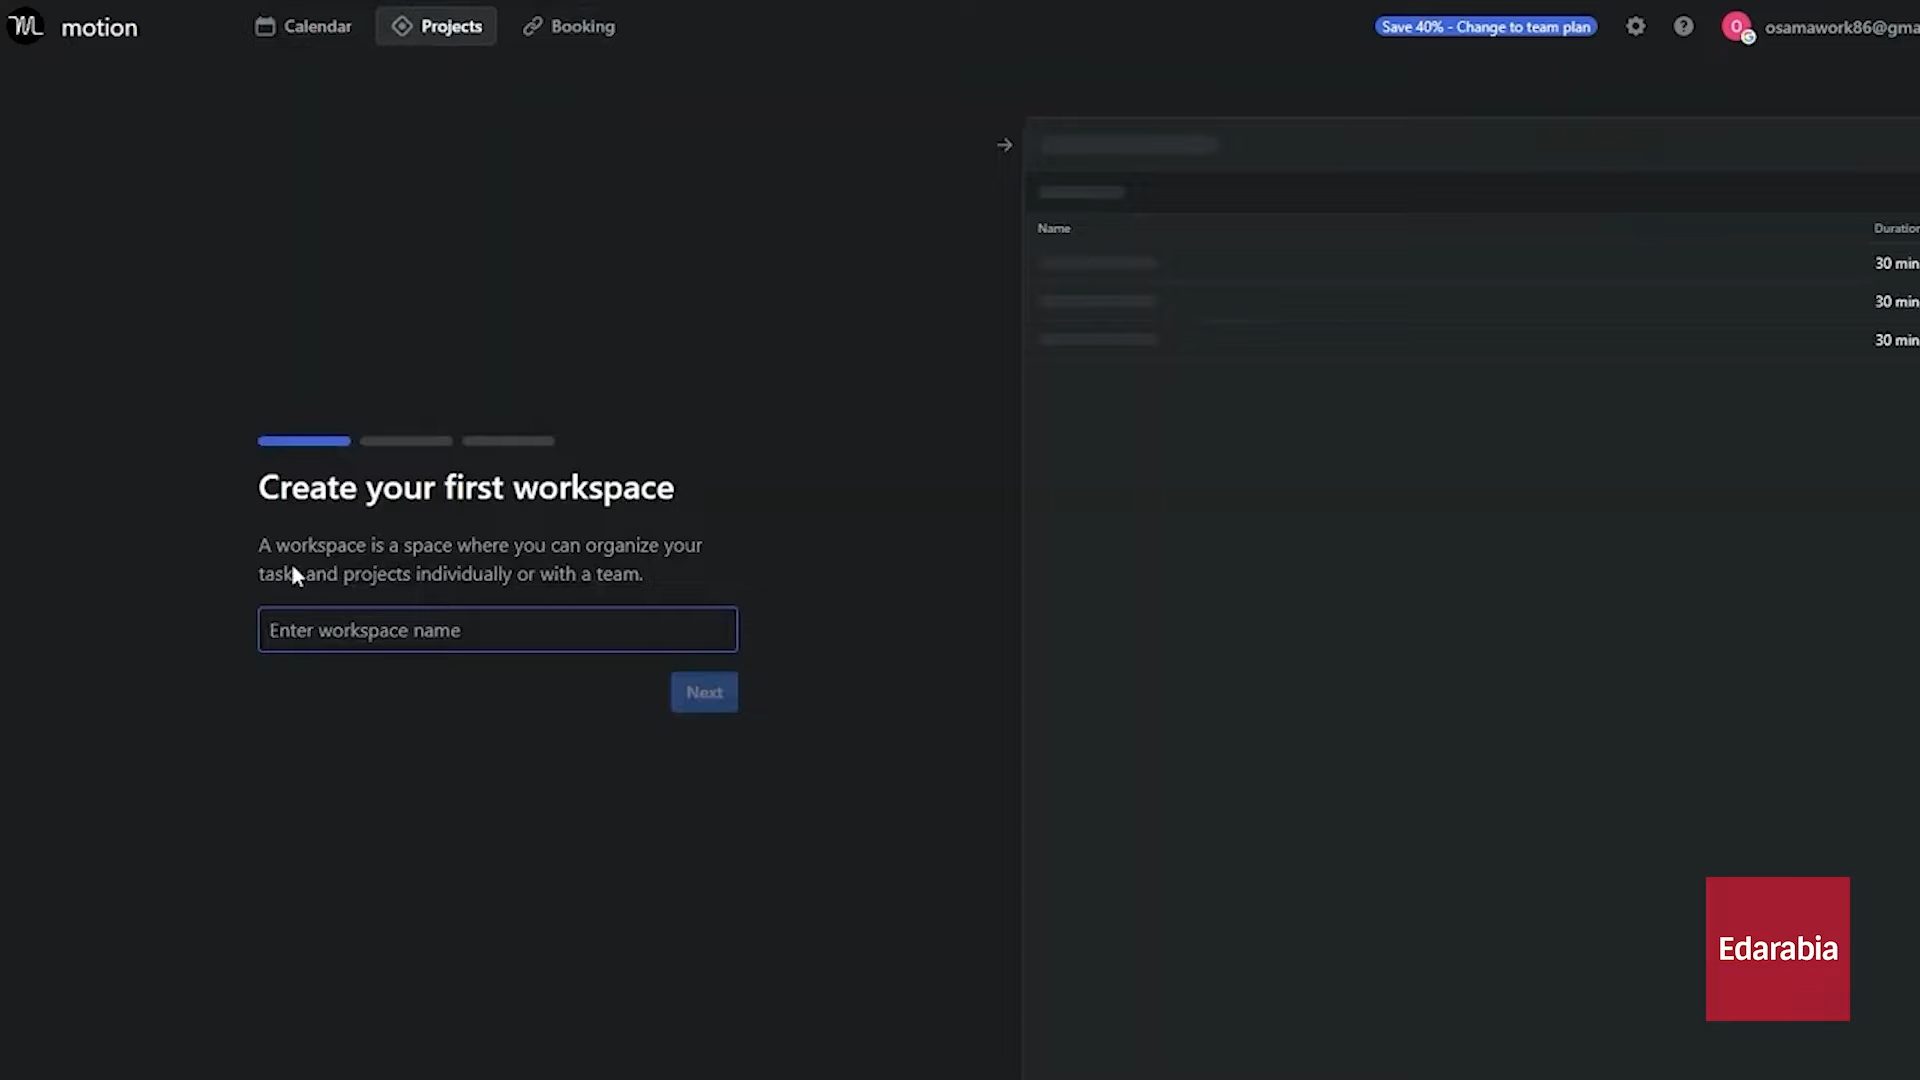 motion
Calendar
Projects
Booking
Save 40% - Change to team plan
osamawork86@gma
Name
Duration
30 min
30 min
30 min
Create your first workspace
A workspace is a space where you can organize your
tasks and projects individually or with a team.
Enter workspace name
Next
Edarabia